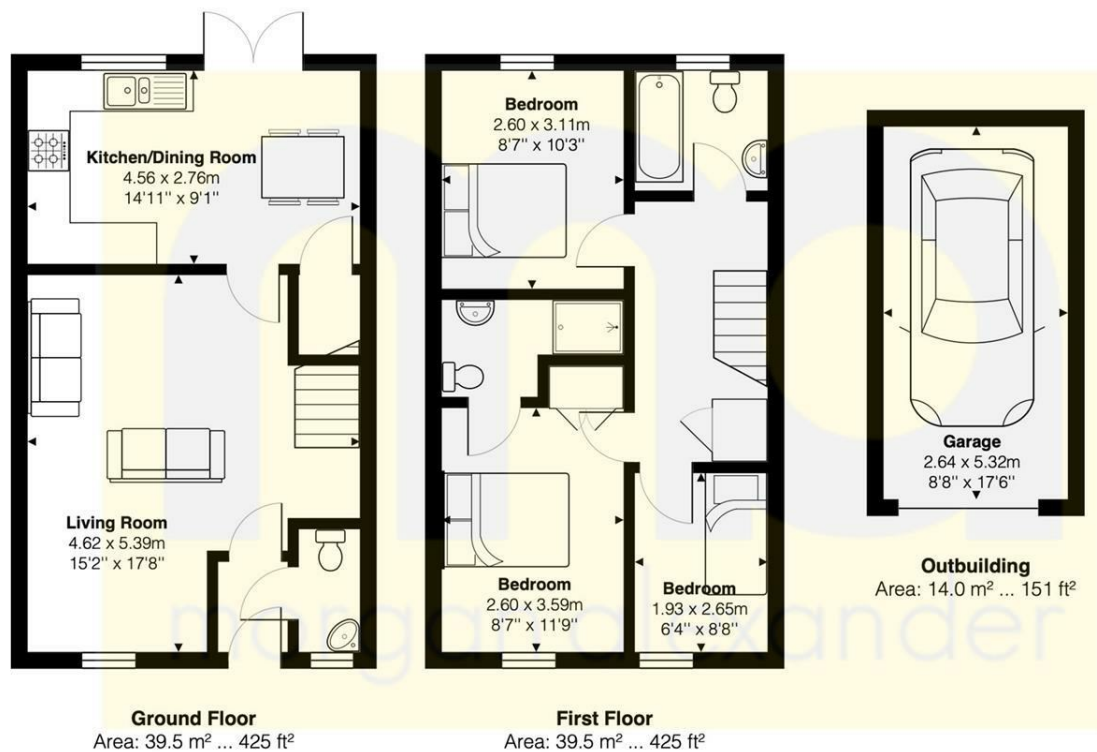 Kitchen/Dining Room
4.56 x 2.76m
14'11" x 9'1"
Living Room
4.62 x 5.39m
15'2" x 17'8"
Ground Floor
Area: 39.5 m² ... 425 ft²
Bedroom
2.60 x 3.11m
8'7" x 10'3"
Bedroom
2.60 x 3.59m
8'7" x 11'9"
Bedroom
1.93 x 2.65m
6'4" x 8'8"
First Floor
Area: 39.5 m² ... 425 ft²
Garage
2.64 x 5.32m
8'8" x 17'6"
Outbuilding
Area: 14.0 m² ... 151 ft²
ma
morgan alexander